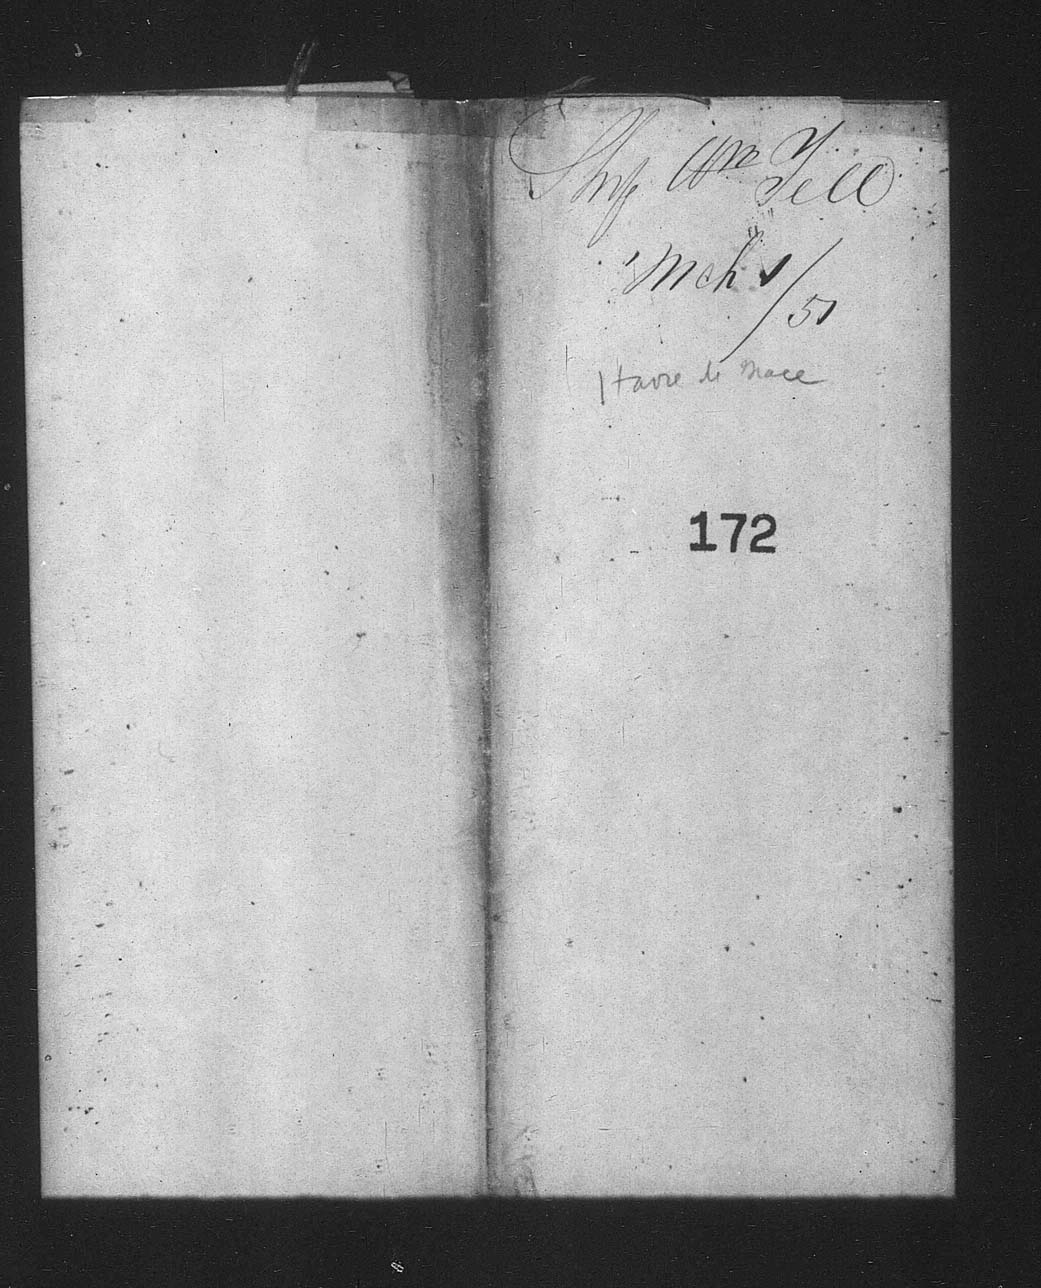 Ship Wm Tell
Mch 1/51
Havre de Grace
172